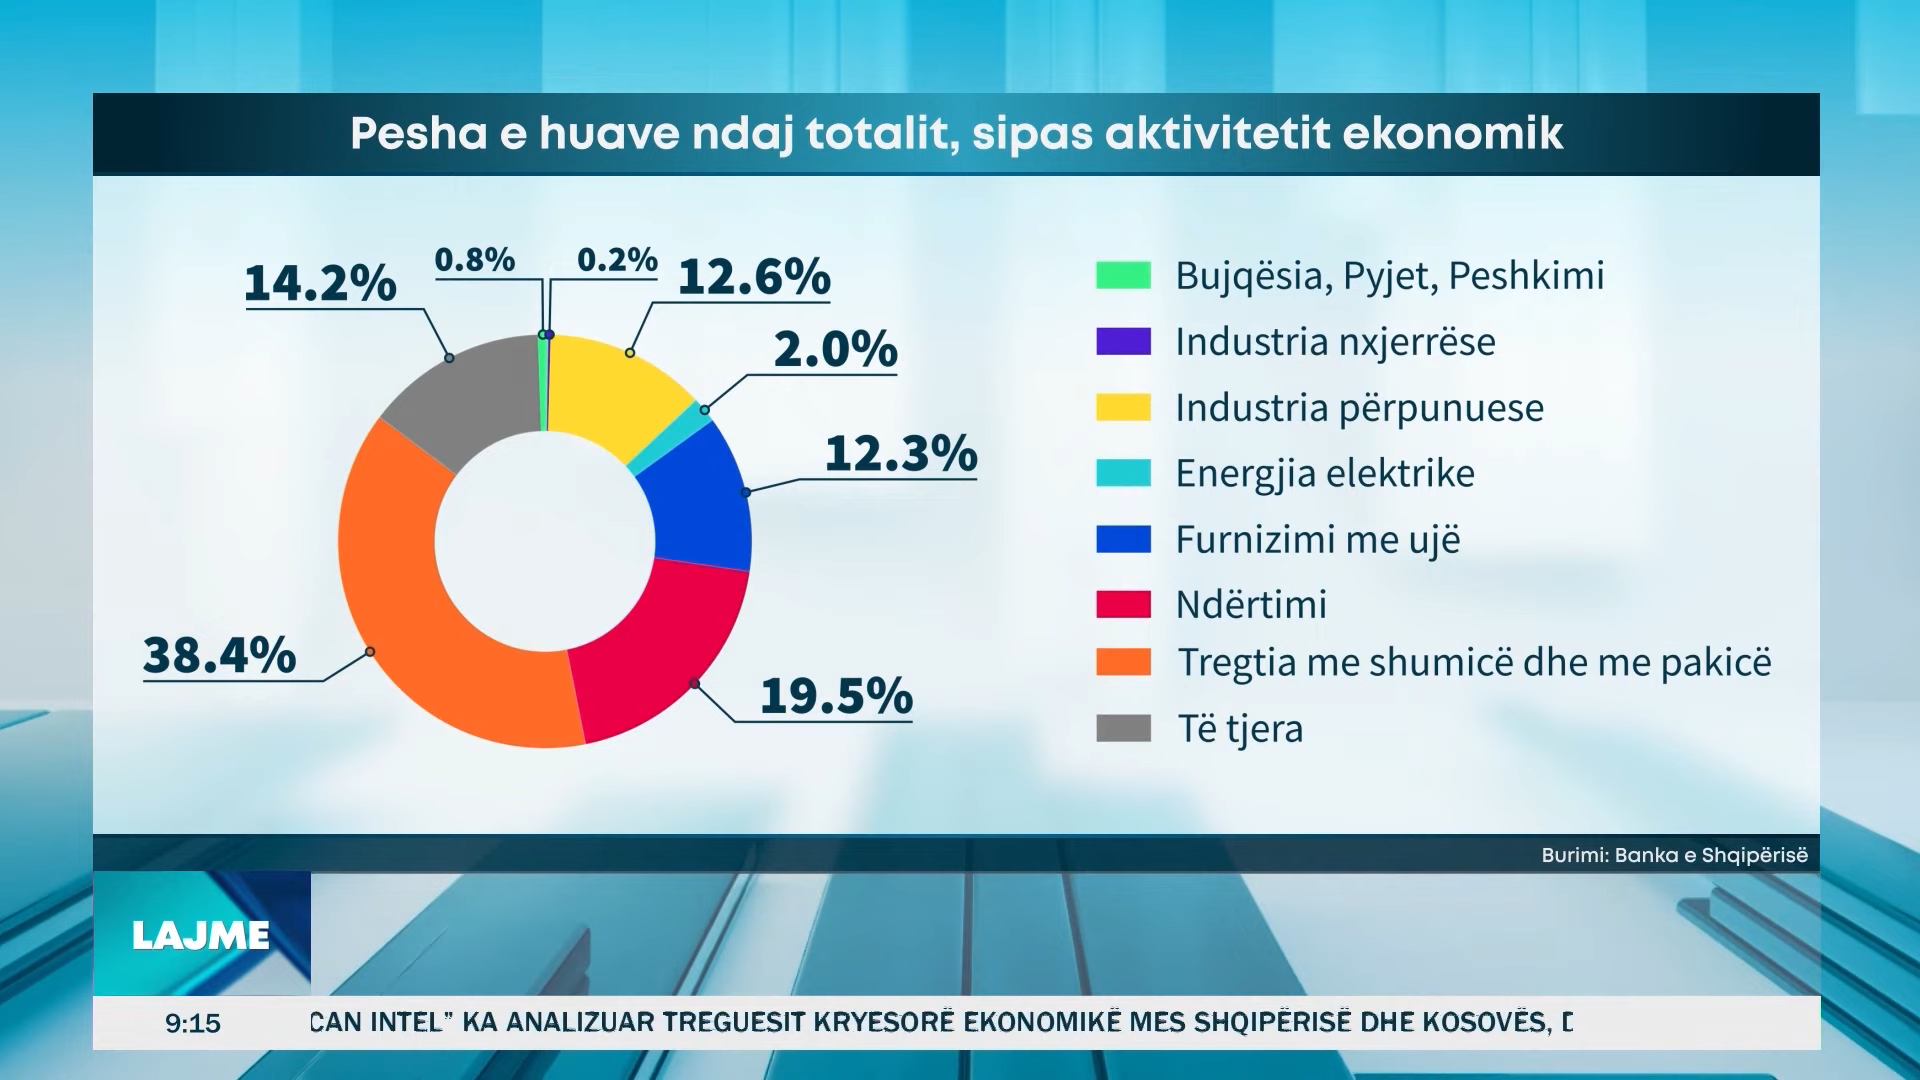 Pesha e huave ndaj totalit, sipas aktivitetit ekonomik
14.2%
0.8%
0.2%
12.6%
2.0%
12.3%
38.4%
19.5%
Bujqësia, Pyjet, Peshkimi
Industria nxjerrëse
Industria përpunuese
Energjia elektrike
Furnizimi me ujë
Ndërtimi
Tregtia me shumicë dhe me pakicë
Të tjera
Burimi: Banka e Shqipërisë
LAJME
9:15
CAN INTEL” KA ANALIZUAR TREGUESIT KRYESORË EKONOMIKË MES SHQIPËRISË DHE KOSOVËS,